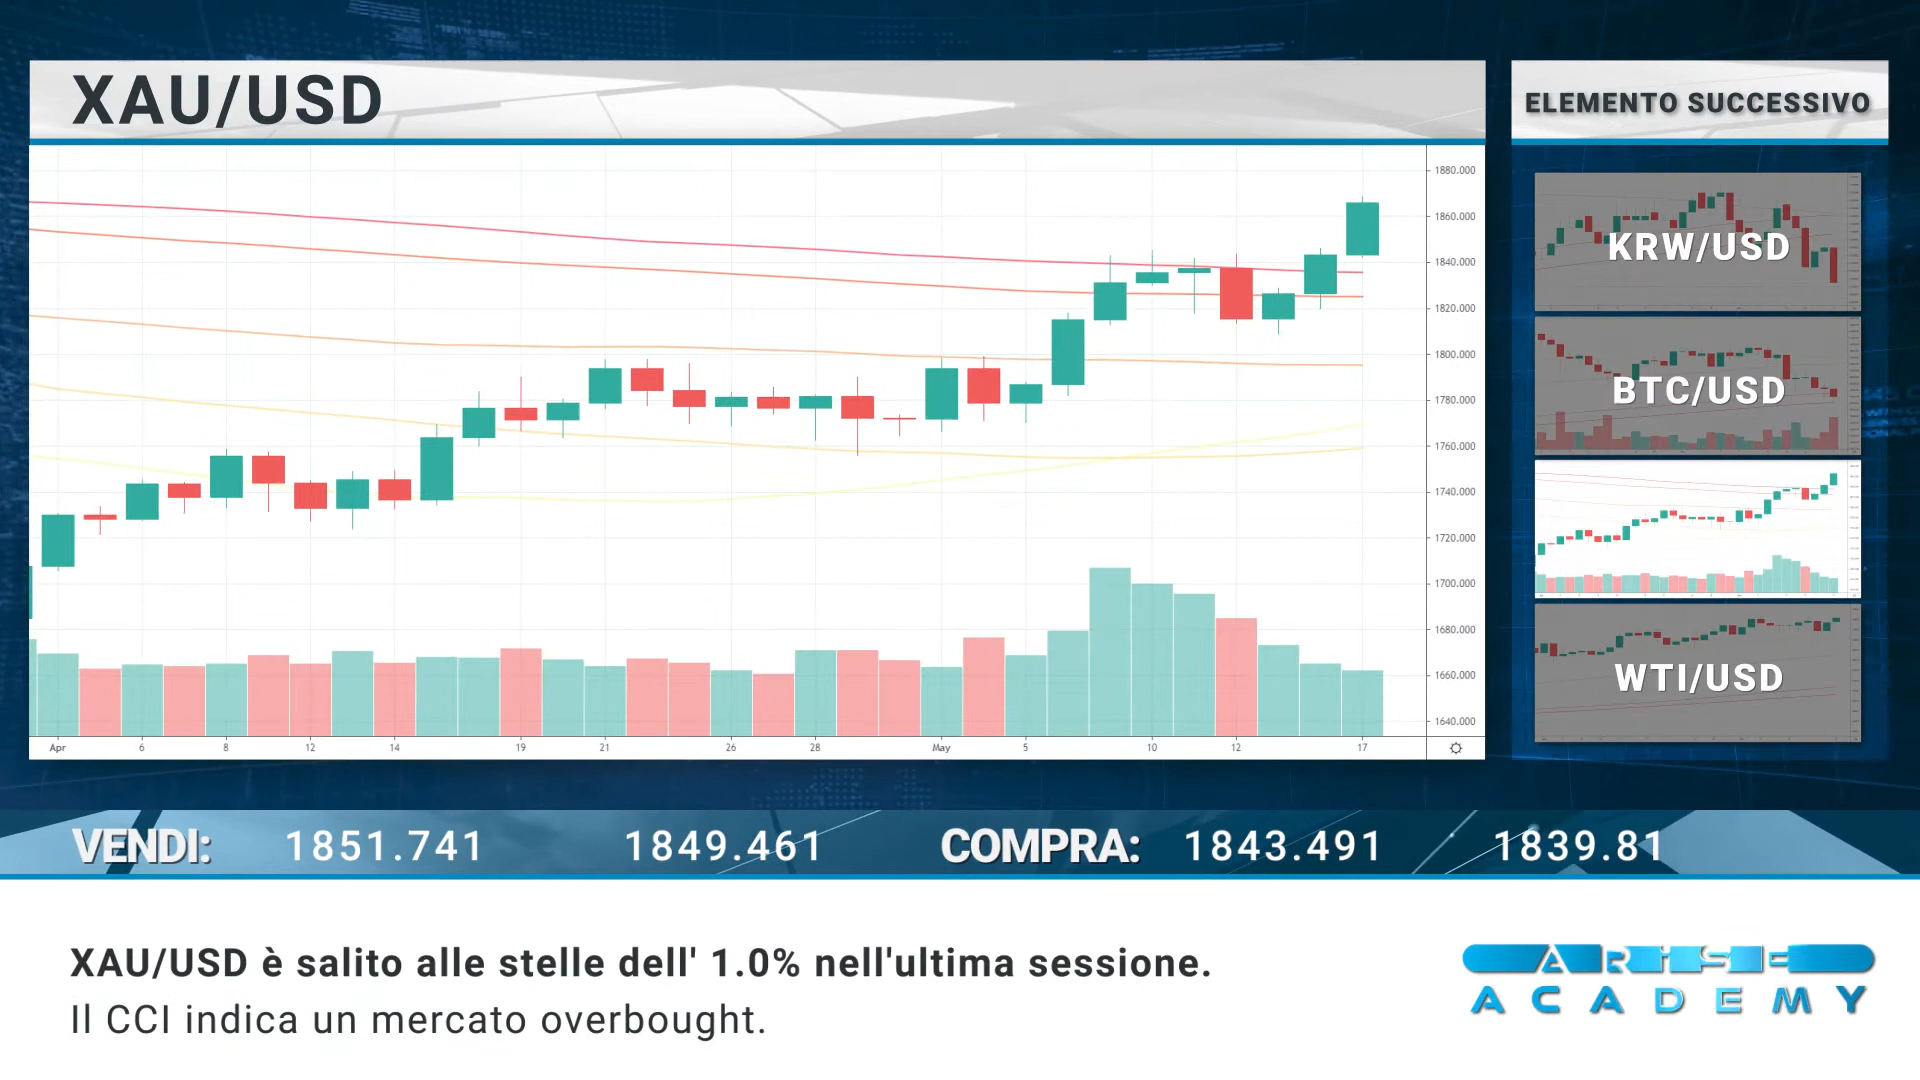 XAU/USD
ELEMENTO SUCCESSIVO
1880.000
1860.000
1840.000
1820.000
1800.000
1780.000
1760.000
1740.000
1720.000
1700.000
1680.000
1660.000
1640.000
Apr 6 8 12 14 19 21 26 28 May 5 10 12 17
KRW/USD
BTC/USD
WTI/USD
VENDI: 1851.741 1849.461 COMPRA: 1843.491 1839.81
XAU/USD è salito alle stelle dell' 1.0% nell'ultima sessione.
Il CCI indica un mercato overbought.
ARISE
ACADEMY